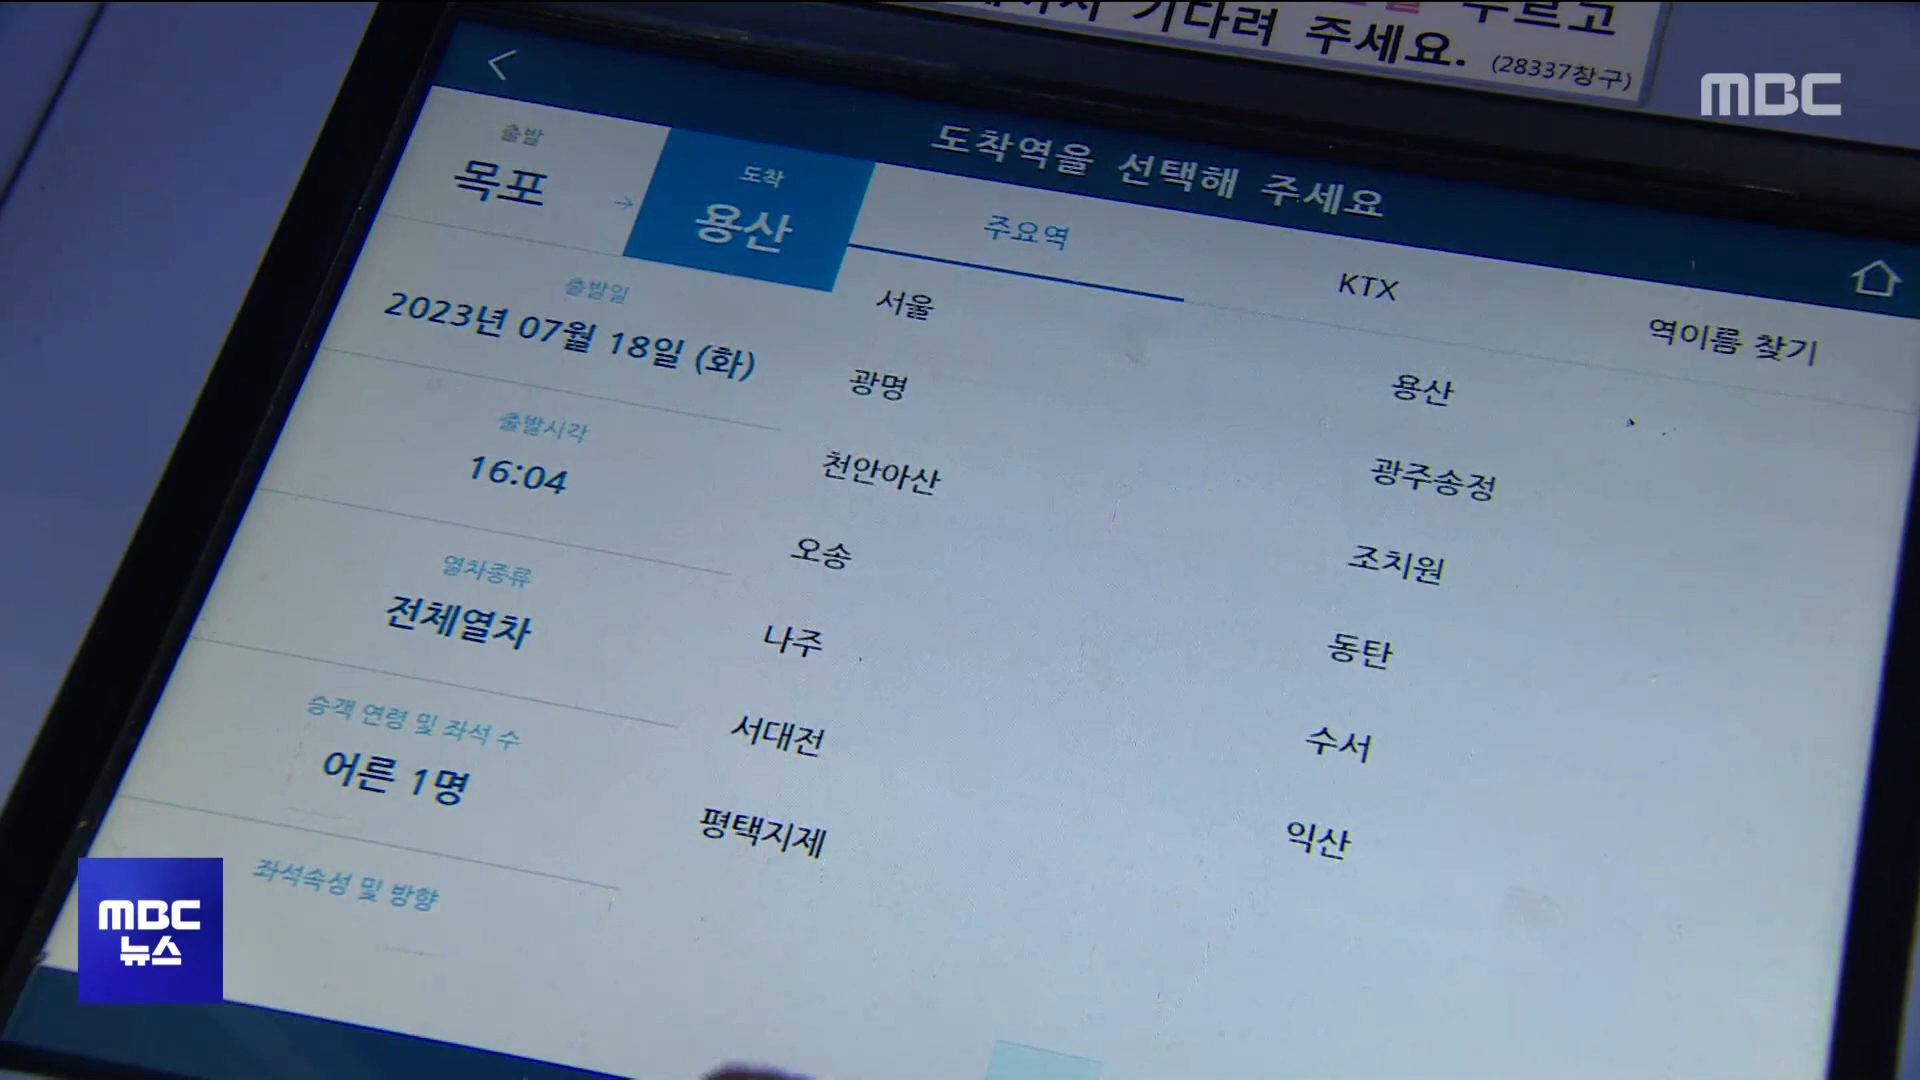 기다려 주세요.
(28337창구)
MBC
도착역을 선택해 주세요
출발
목포
→
도착
용산
주요역
KTX
역이름 찾기
출발일
2023년 07월 18일 (화)
출발시각
16:04
열차종류
전체열차
승객 연령 및 좌석 수
어른 1명
좌석속성 및 방향
서울
용산
광명
광주송정
천안아산
조치원
오송
동탄
나주
수서
서대전
익산
평택지제
MBC
뉴스